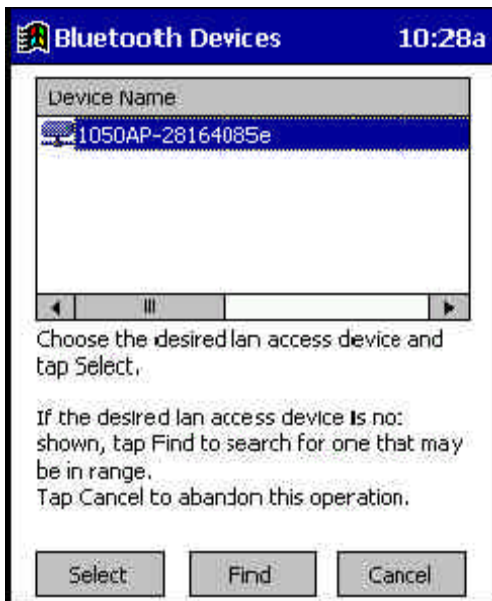 Bluetooth Devices 10:28a
Device Name
1050AP-28164085e
Choose the desired lan access device and
tap Select.
If the desired lan access device is not
shown, tap Find to search for one that may
be in range.
Tap Cancel to abandon this operation.
Select Find Cancel